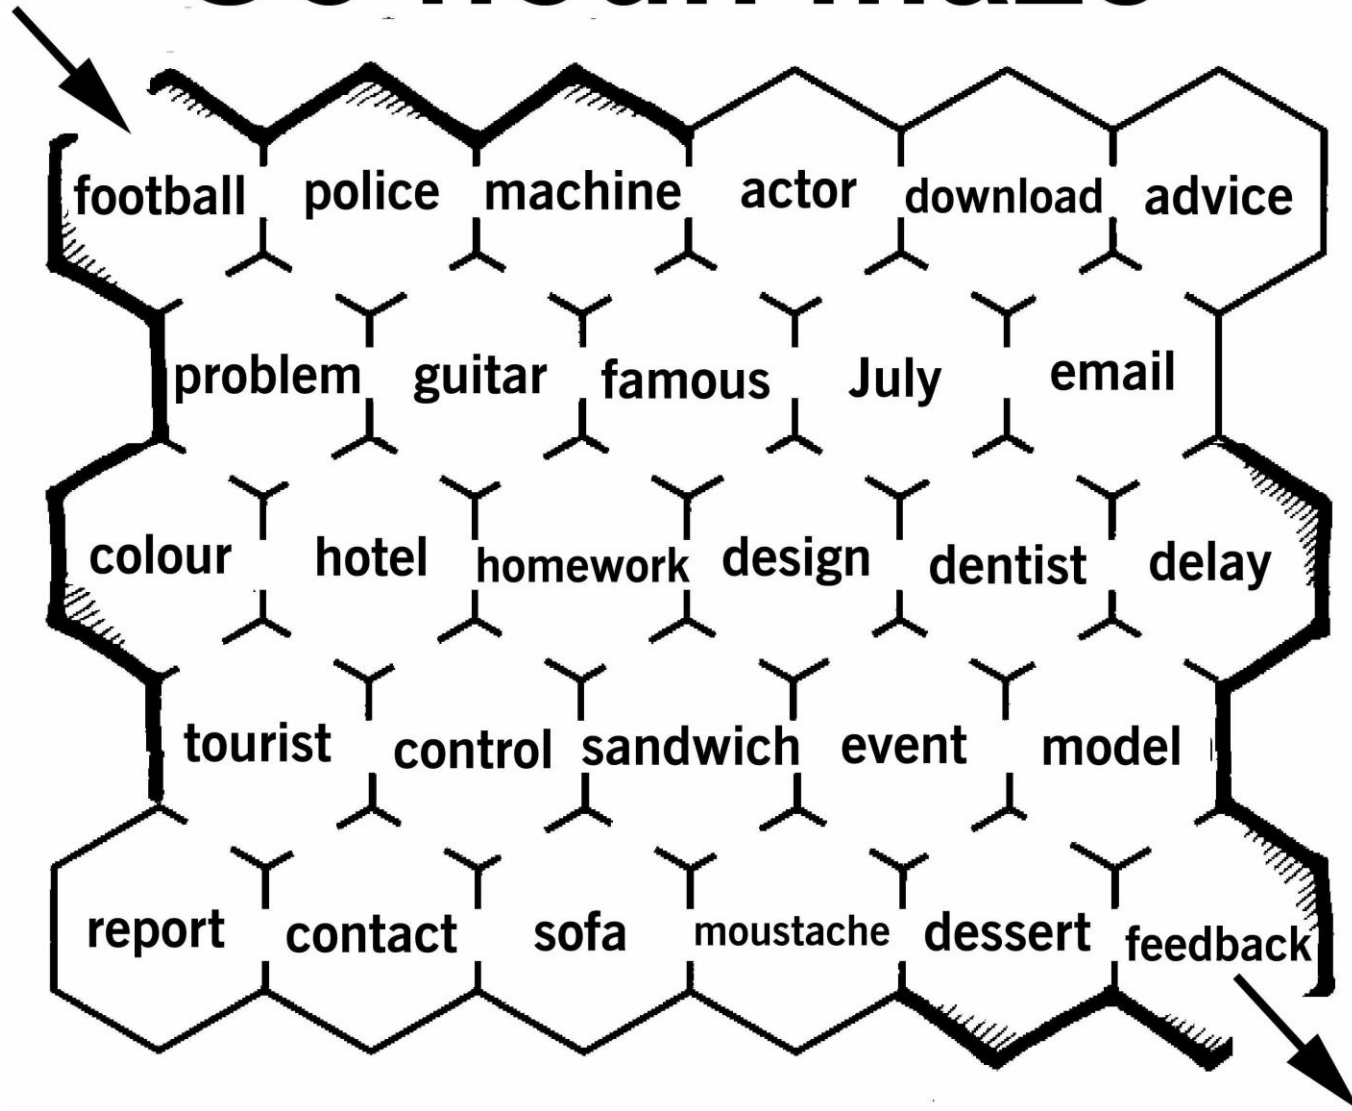 football police machine actor download advice
problem guitar famous July email
colour hotel homework design dentist delay
tourist control sandwich event model
report contact sofa moustache dessert feedback